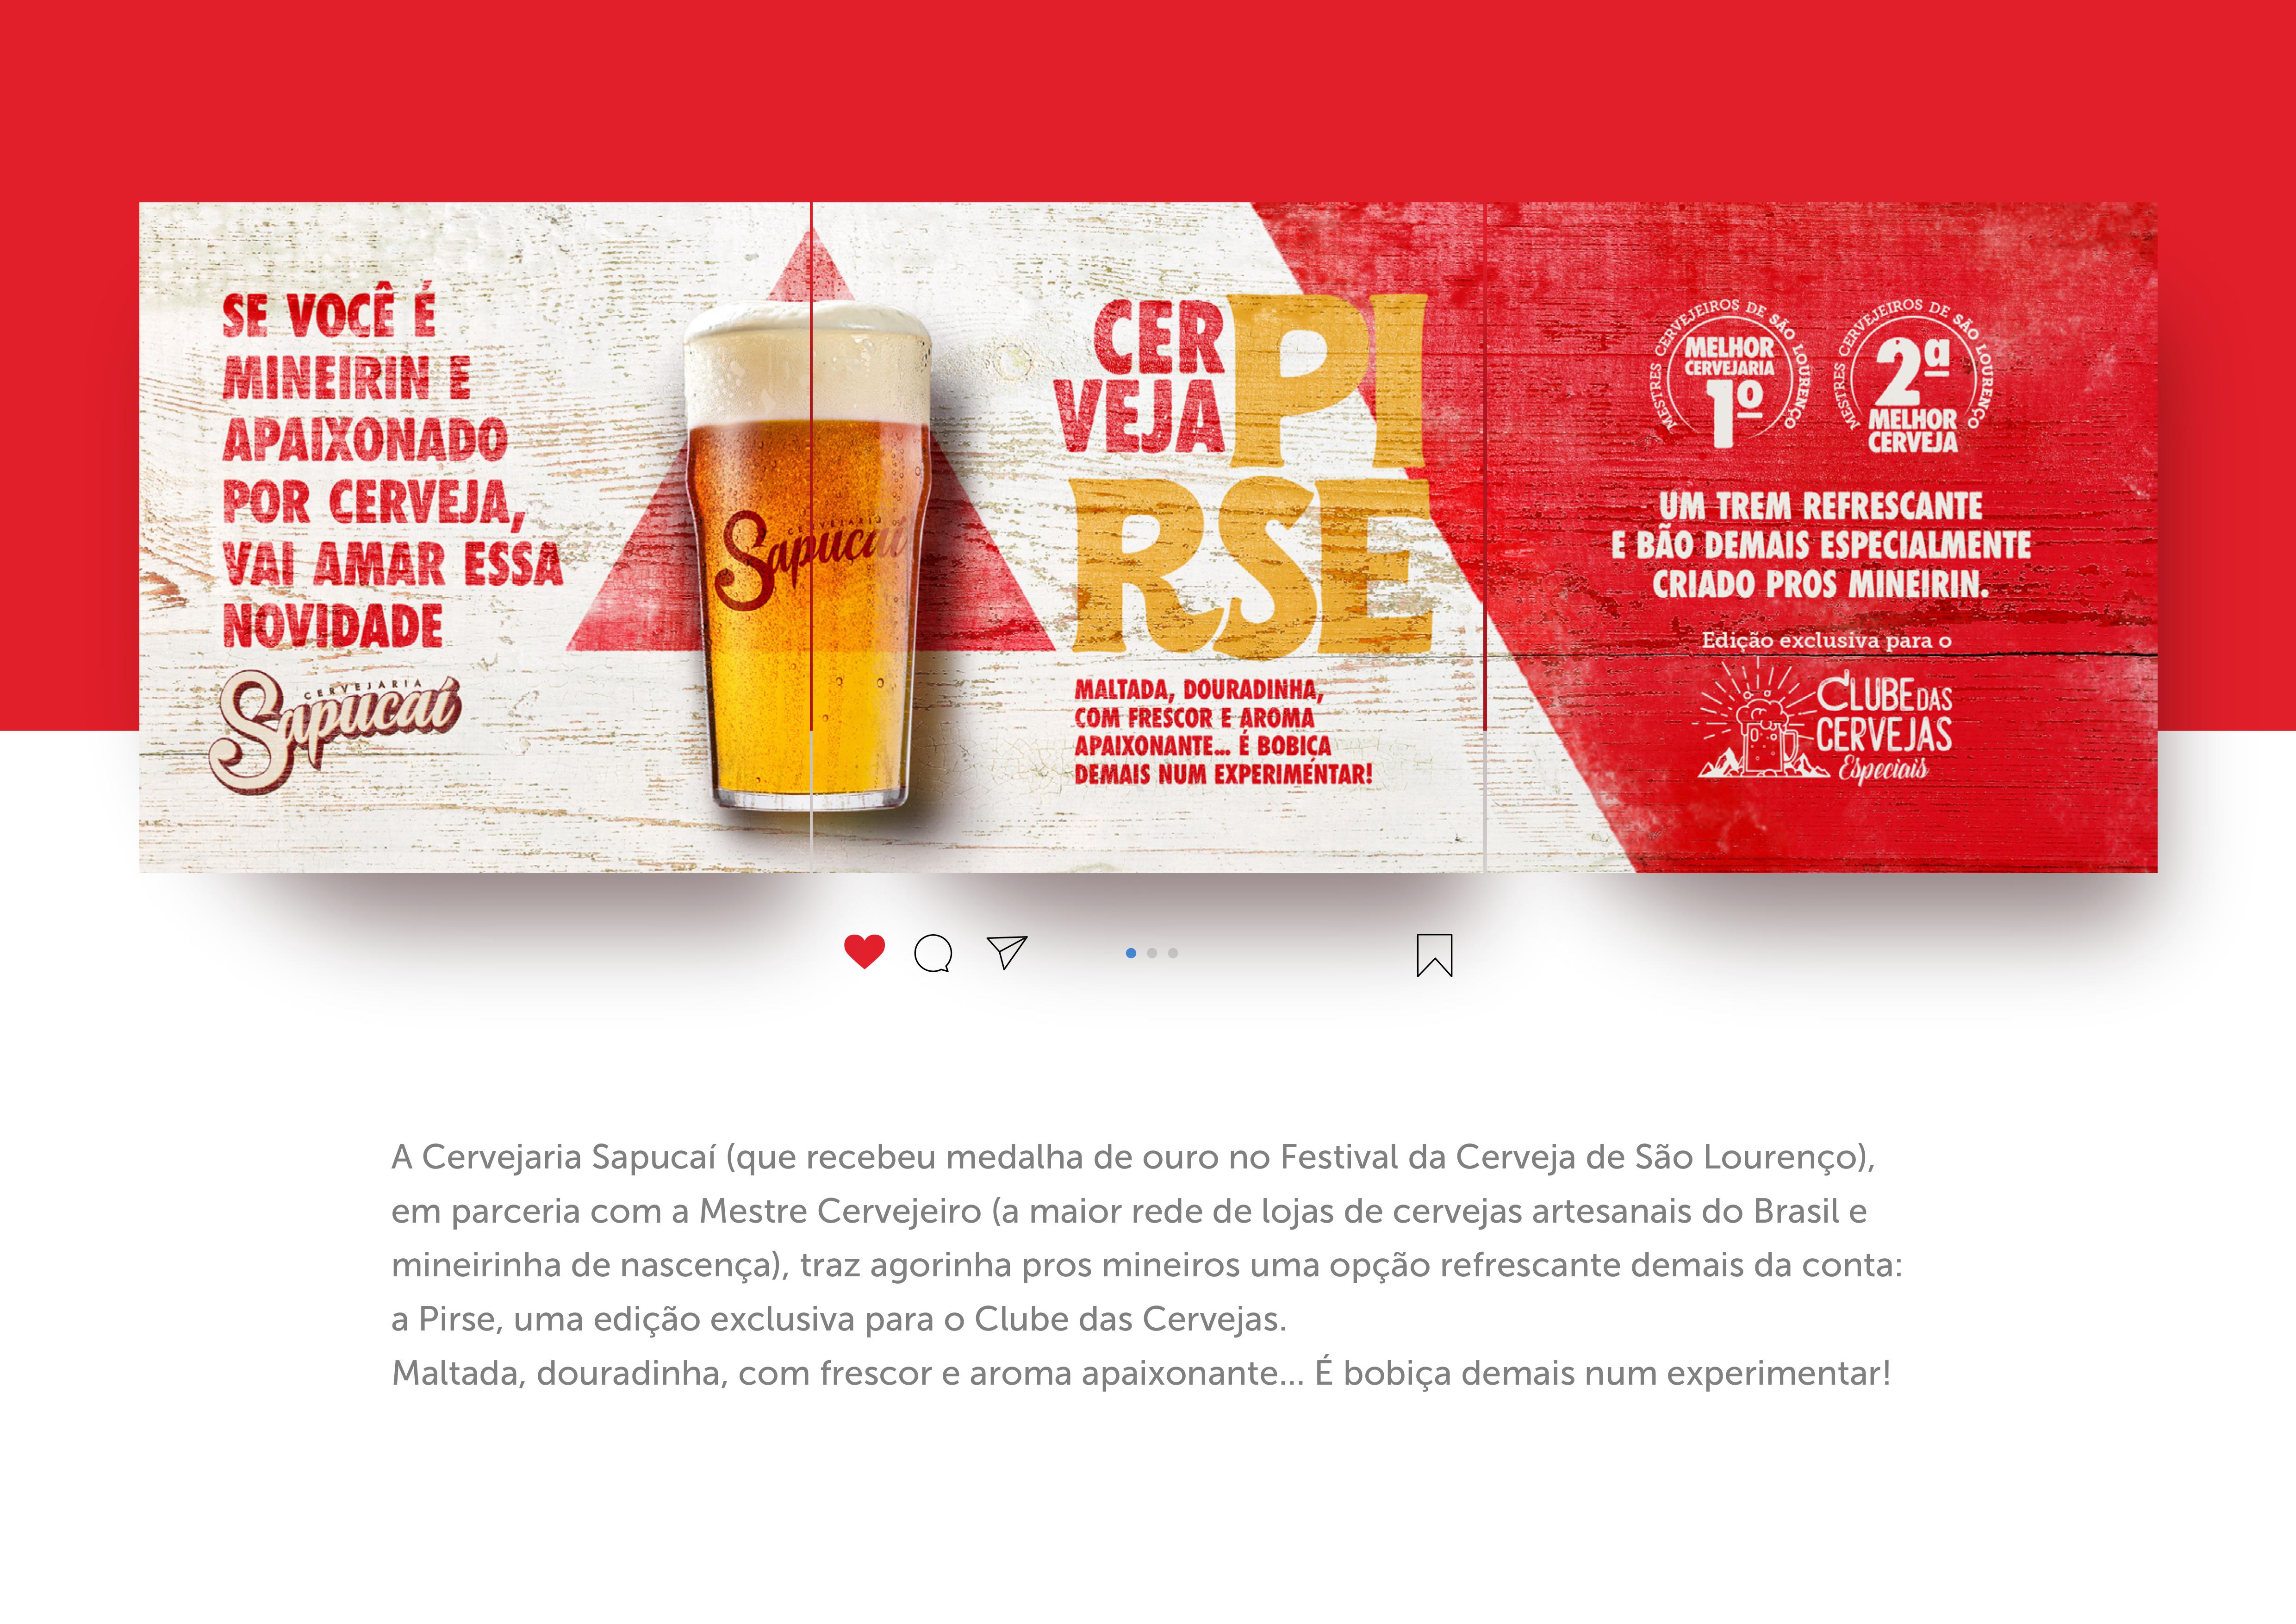 SE VOCÊ É
MINEIRIN E
APAIXONADO
POR CERVEJA,
VAI AMAR ESSA
NOVIDADE
CERVEJARIA
Sapucaí
CERVEJARIA
Sapucaí
CER
VEJA
PI
RSE
MALTADA, DOURADINHA,
COM FRESCOR E AROMA
APAIXONANTE... É BOBIÇA
DEMAIS NUM EXPERIMENTAR!
MESTRES CERVEJEIROS DE SÃO LOURENÇO
MELHOR
CERVEJARIA
1º
MESTRES CERVEJEIROS DE SÃO LOURENÇO
2ª
MELHOR
CERVEJA
UM TREM REFRESCANTE
E BÃO DEMAIS ESPECIALMENTE
CRIADO PROS MINEIRIN.
Edição exclusiva para o
CLUBE DAS
CERVEJAS
Especiais
A Cervejaria Sapucaí (que recebeu medalha de ouro no Festival da Cerveja de São Lourenço),
em parceria com a Mestre Cervejeiro (a maior rede de lojas de cervejas artesanais do Brasil e
mineirinha de nascença), traz agorinha pros mineiros uma opção refrescante demais da conta:
a Pirse, uma edição exclusiva para o Clube das Cervejas.
Maltada, douradinha, com frescor e aroma apaixonante... É bobiça demais num experimentar!